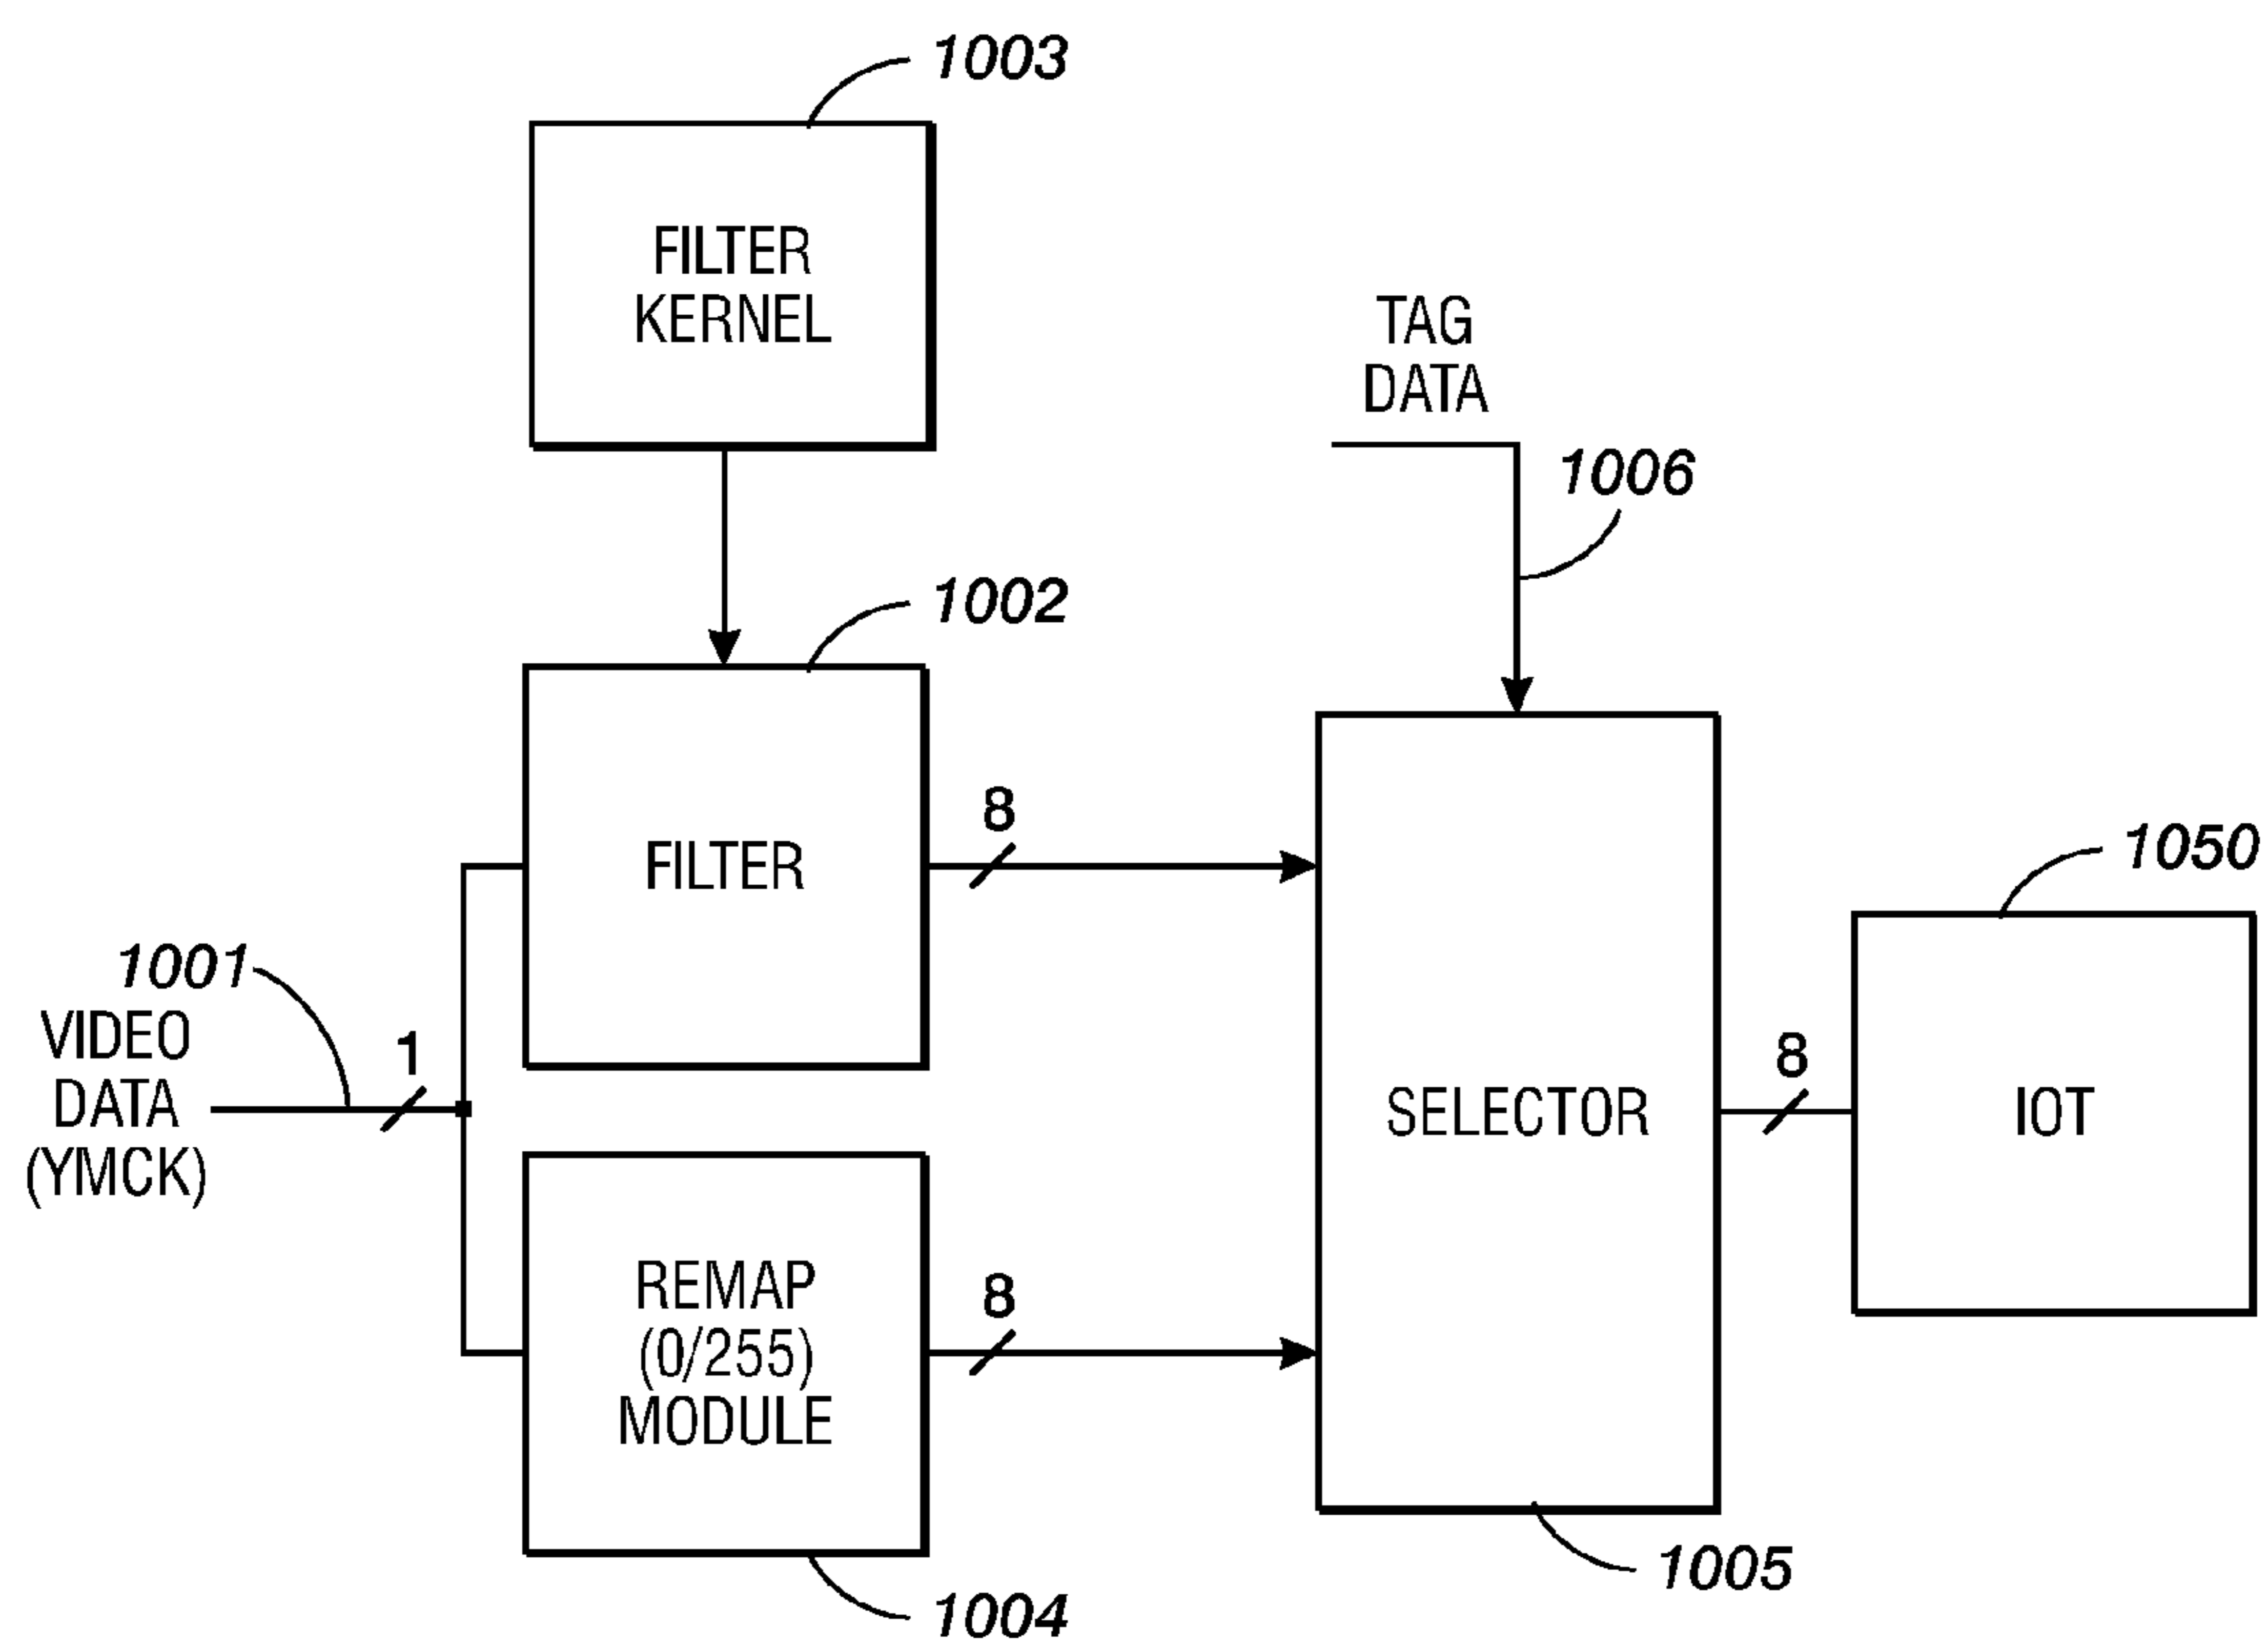 1003
FILTER
KERNEL
TAG
DATA
1006
1002
FILTER
8
1050
1001
VIDEO
DATA
(YMCK)
1
SELECTOR
8
IOT
REMAP
(0/255)
MODULE
8
1005
1004